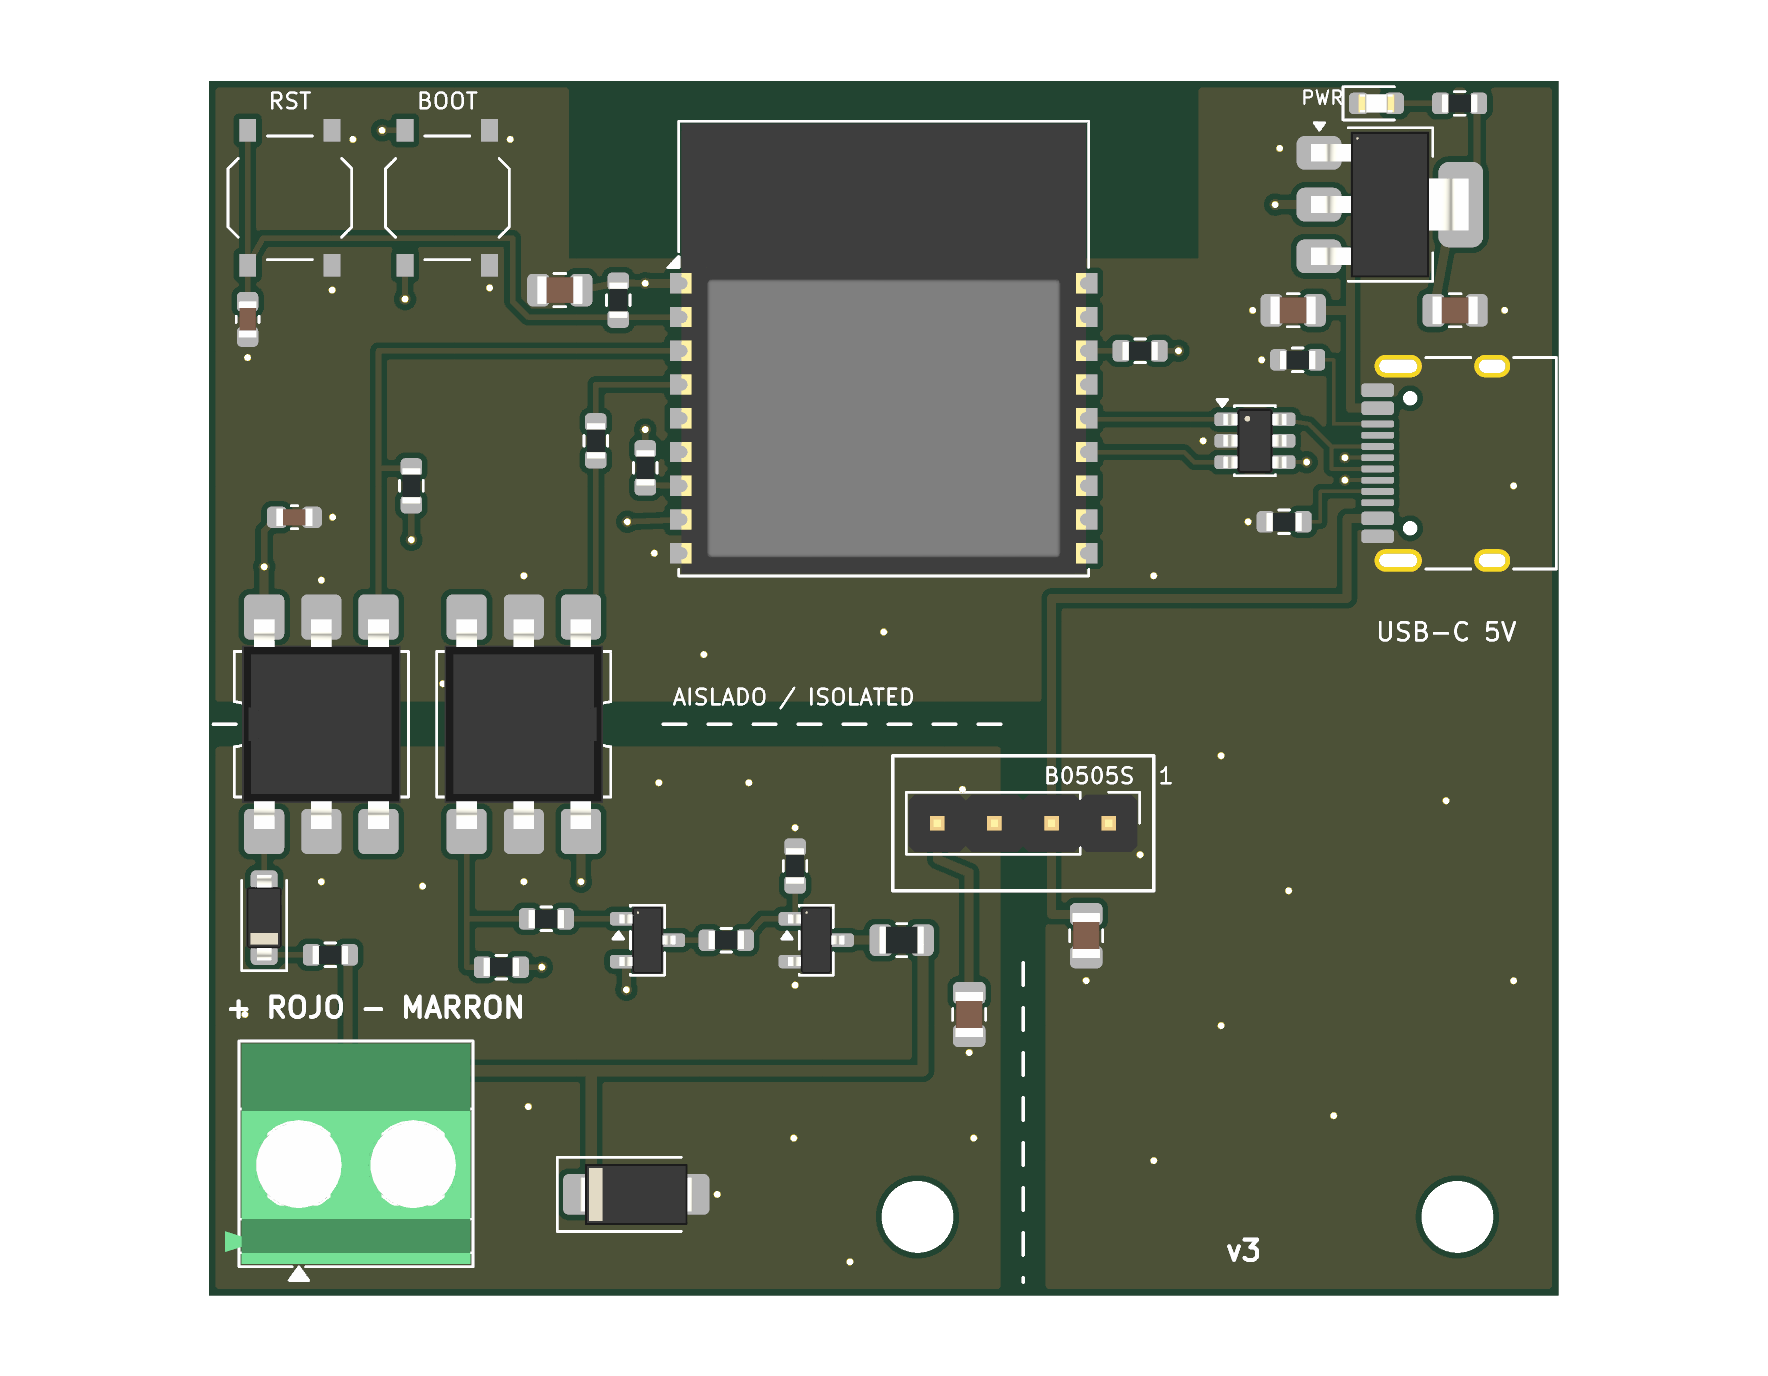 RST
BOOT
PWR
USB-C 5V
AISLADO / ISOLATED
B0505S 1
+ ROJO - MARRON
v3